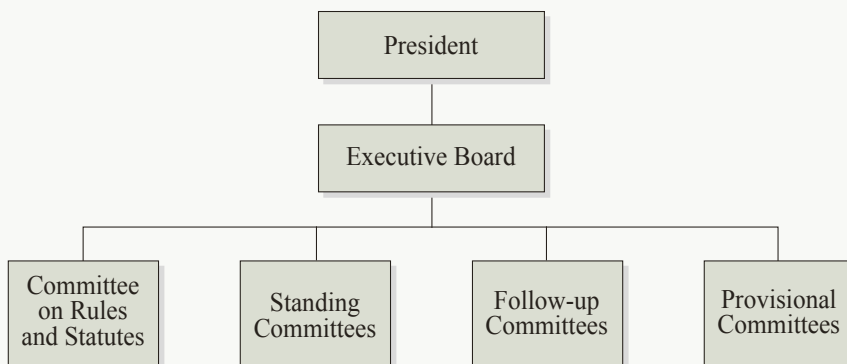 President
Executive Board
Committee
on Rules
and Statutes
Standing
Committees
Follow-up
Committees
Provisional
Committees